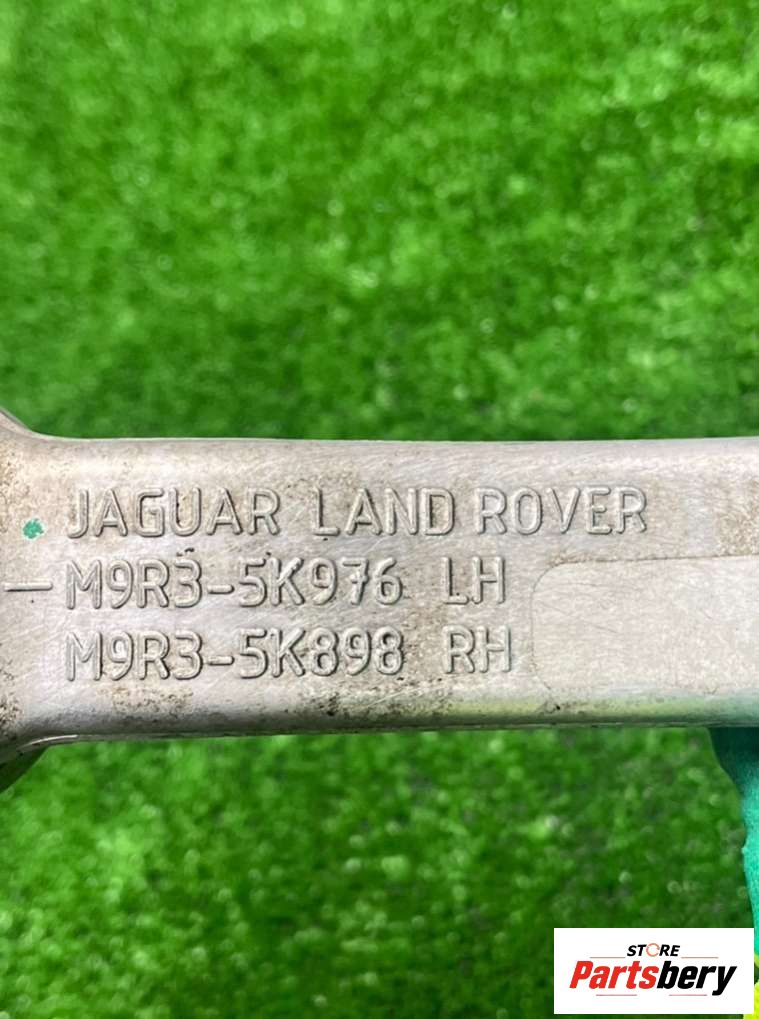 JAGUAR LAND ROVER
M9R3-5K976 LH
M9R3-5K898 RH
STORE
Partsbery